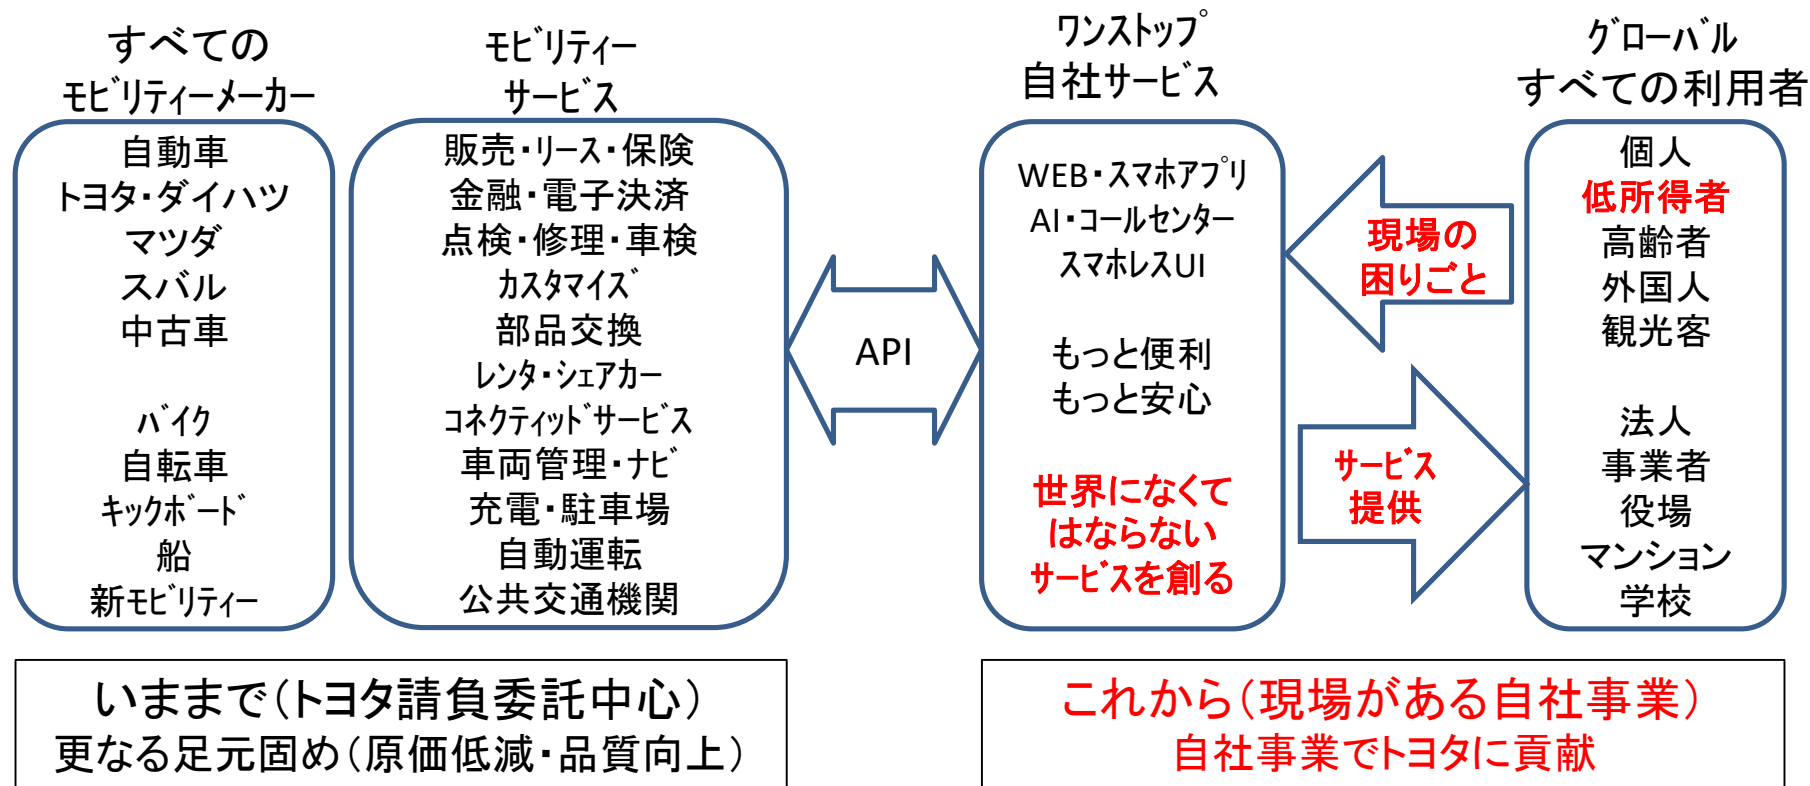 すべての
ﾓﾋﾞﾘﾃｨｰﾒｰｶｰ
自動車
トヨタ・ダイハツ
マツダ
スバル
中古車
ﾊﾞｲｸ
自転車
ｷｯｸﾎﾞｰﾄﾞ
船
新ﾓﾋﾞﾘﾃｨｰ
ﾓﾋﾞﾘﾃｨｰ
ｻｰﾋﾞｽ
販売・ﾘｰｽ・保険
金融・電子決済
点検・修理・車検
ｶｽﾀﾏｲｽﾞ
部品交換
ﾚﾝﾀ・ｼｪｱｶｰ
ｺﾈｸﾃｨｯﾄﾞｻｰﾋﾞｽ
車両管理・ﾅﾋﾞ
充電・駐車場
自動運転
公共交通機関
API
ﾜﾝｽﾄｯﾌﾟ
自社ｻｰﾋﾞｽ
WEB・ｽﾏﾎｱﾌﾟﾘ
AI・ｺｰﾙｾﾝﾀｰ
ｽﾏﾎﾚｽUI
もっと便利
もっと安心
世界になくて
はならない
ｻｰﾋﾞｽを創る
現場の
困りごと
ｻｰﾋﾞｽ
提供
ｸﾞﾛｰﾊﾞﾙ
すべての利用者
個人
低所得者
高齢者
外国人
観光客
法人
事業者
役場
マンション
学校
いままで（トヨタ請負委託中心）
更なる足元固め（原価低減・品質向上）
これから（現場がある自社事業）
自社事業でトヨタに貢献